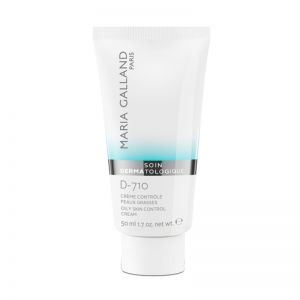 MARIA GALLAND
PARIS
SOIN
DERMATOLOGIQUE
D-710
CRÈME CONTRÔLE
PEAUX GRASSES
OILY SKIN CONTROL
CREAM
50 ml 1.7 oz. net wt. ℮